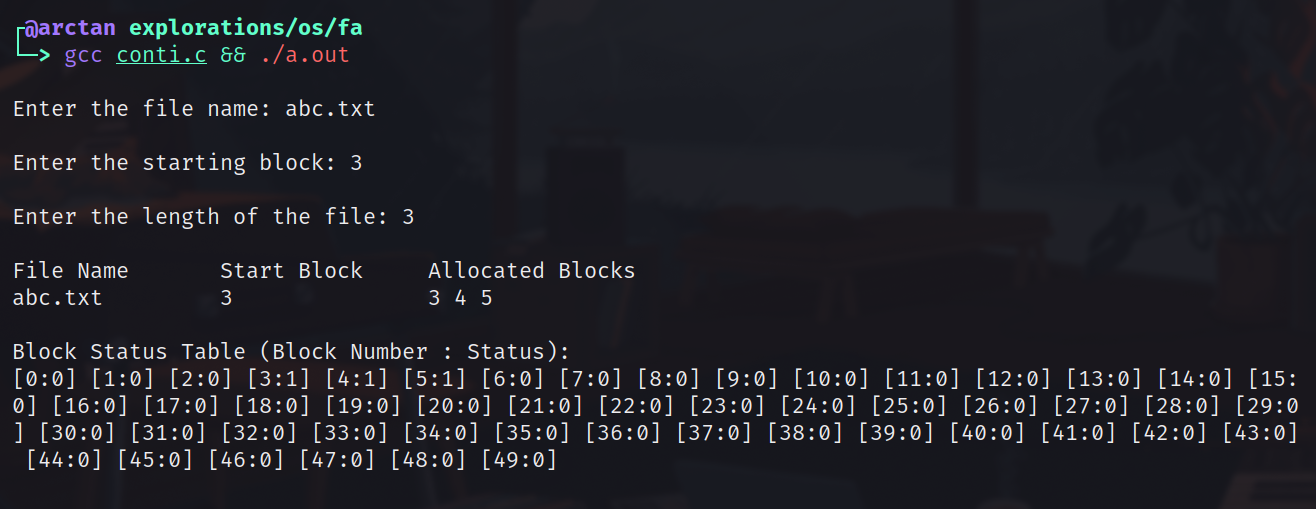 @arctan explorations/os/fa
> gcc conti.c && ./a.out
Enter the file name: abc.txt
Enter the starting block: 3
Enter the length of the file: 3
File Name Start Block Allocated Blocks
abc.txt 3 3 4 5
Block Status Table (Block Number : Status):
[0:0] [1:0] [2:0] [3:1] [4:1] [5:1] [6:0] [7:0] [8:0] [9:0] [10:0] [11:0] [12:0] [13:0] [14:0] [15:
0] [16:0] [17:0] [18:0] [19:0] [20:0] [21:0] [22:0] [23:0] [24:0] [25:0] [26:0] [27:0] [28:0] [29:0
] [30:0] [31:0] [32:0] [33:0] [34:0] [35:0] [36:0] [37:0] [38:0] [39:0] [40:0] [41:0] [42:0] [43:0]
[44:0] [45:0] [46:0] [47:0] [48:0] [49:0]